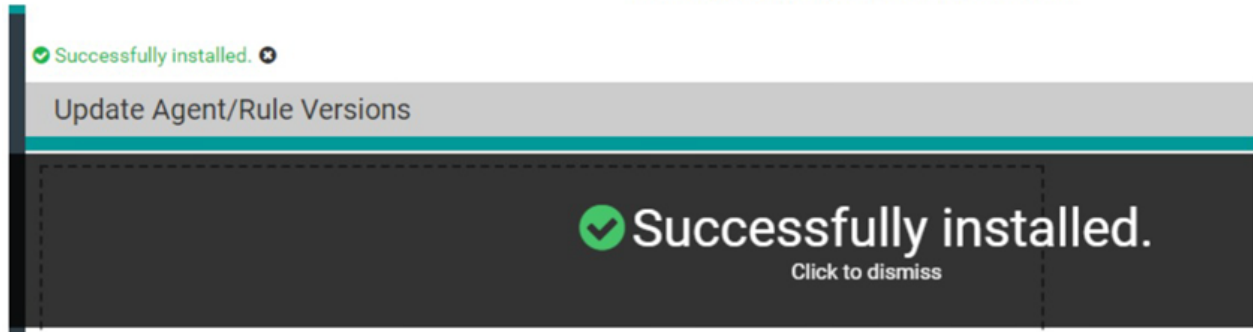 Successfully installed.
Update Agent/Rule Versions
Successfully installed.
Click to dismiss